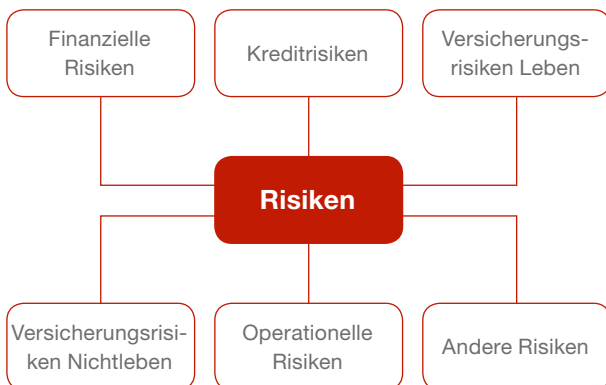 Finanzielle
Risiken
Kreditrisiken
Versicherungs-
risiken Leben
Risiken
Versicherungsrisi-
ken Nichtleben
Operationelle
Risiken
Andere Risiken